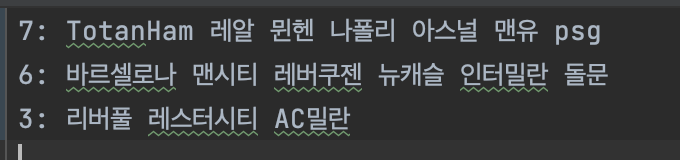 7: TotanHam 레알 뮌헨 나폴리 아스널 맨유 psg
6: 바르셀로나 맨시티 레버쿠젠 뉴캐슬 인터밀란 돌문
3: 리버풀 레스터시티 AC밀란